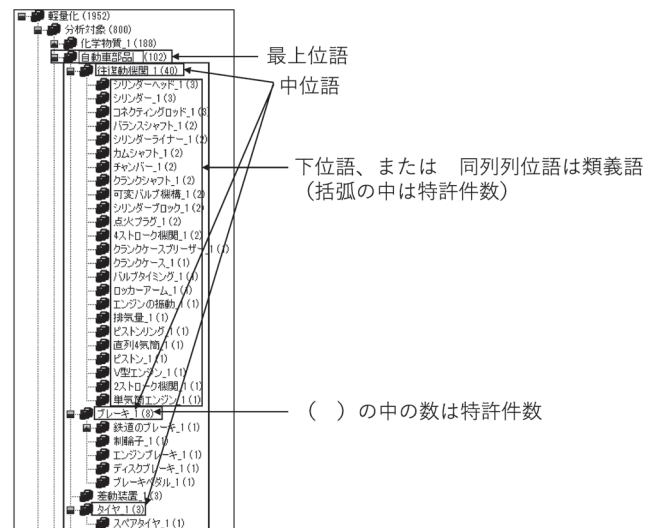 軽量化(1952)
分析対象(800)
化学物質_1(188)
自動車部品 (102)
最上位語
往復動機関_1(40)
中位語
シリンダーヘッド_1(3)
シリンダー_1(3)
コネクティングロッド_1(3)
バランスシャフト_1(2)
シリンダーライナー_1(2)
カムシャフト_1(2)
チャンバー_1(2)
下位語、または 同列列位語は類義語
クランクシャフト_1(2)
(括弧の中は特許件数)
可変バルブ機構_1(2)
シリンダーブロック_1(2)
点火プラグ_1(2)
4ストローク機関_1(2)
クランクケースブリーザー_1(1)
クランクケース_1(1)
バルブタイミング_1(1)
ロッカーアーム_1(1)
エンジンの振動_1(1)
排気量_1(1)
ピストンリング_1(1)
直列4気筒_1(1)
ピストン_1(1)
V型エンジン_1(1)
2ストローク機関_1(1)
単気筒エンジン_1(1)
ブレーキ_1(8)
( )の中の数は特許件数
鉄道のブレーキ_1(1)
制輪子_1(1)
エンジンブレーキ_1(1)
ディスクブレーキ_1(1)
ブレーキペダル_1(1)
差動装置_1(3)
タイヤ_1(3)
スペアタイヤ_1(1)